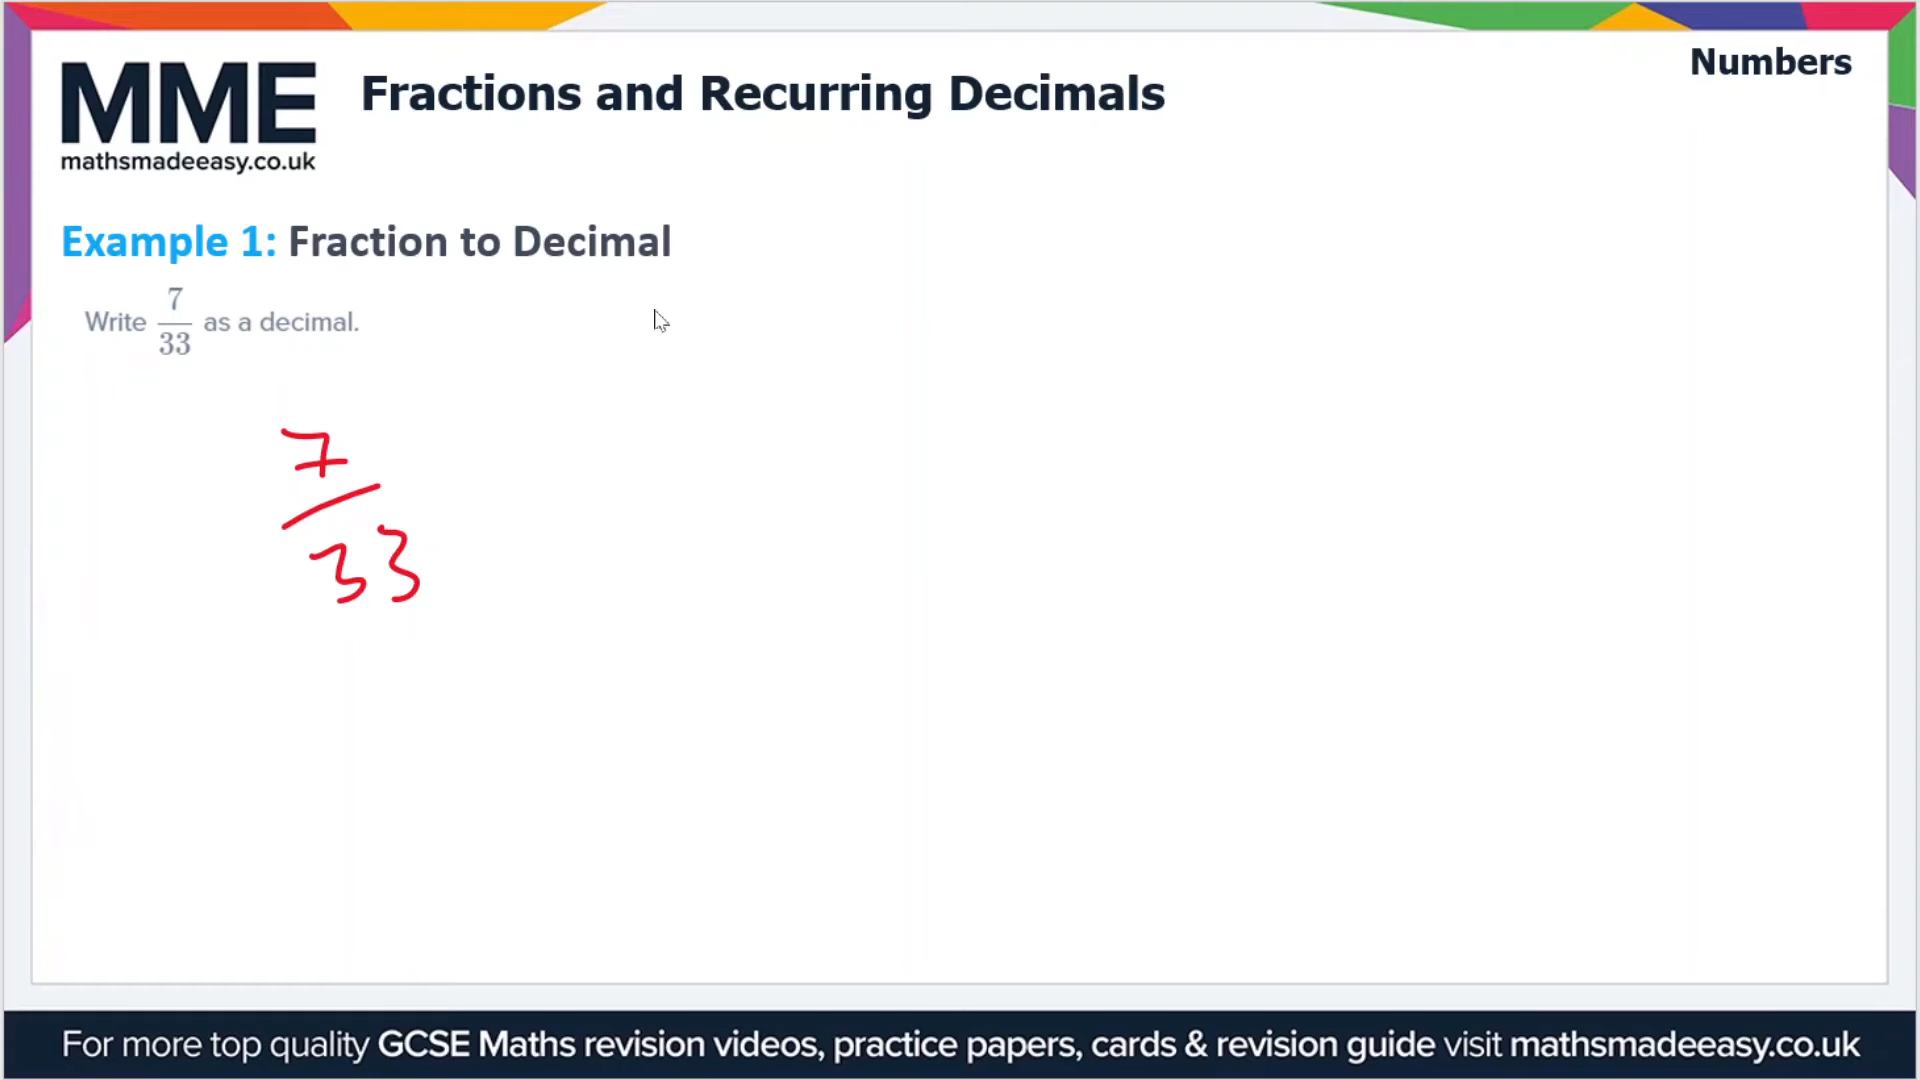 Numbers
MME
mathsmadeeasy.co.uk
Fractions and Recurring Decimals
Example 1: Fraction to Decimal
Write 7/33 as a decimal.
7
33
For more top quality GCSE Maths revision videos, practice papers, cards & revision guide visit mathsmadeeasy.co.uk